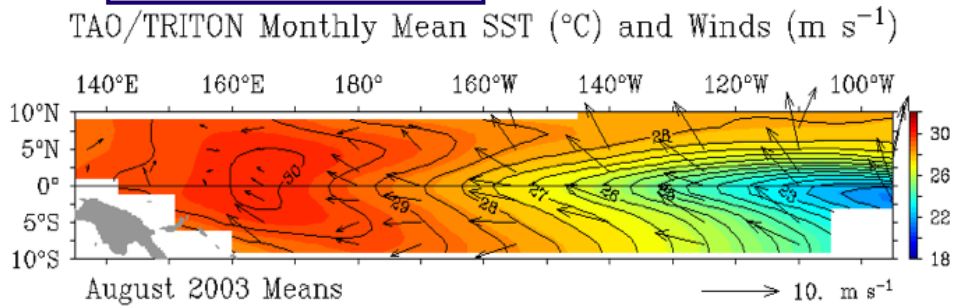 TAO/TRITON Monthly Mean SST (°C) and Winds (m s⁻¹)
140°E 160°E 180° 160°W 140°W 120°W 100°W
10°N
5°N
0°
5°S
10°S
30
29
28
27
26
25
28
30
26
22
18
August 2003 Means
10. m s⁻¹